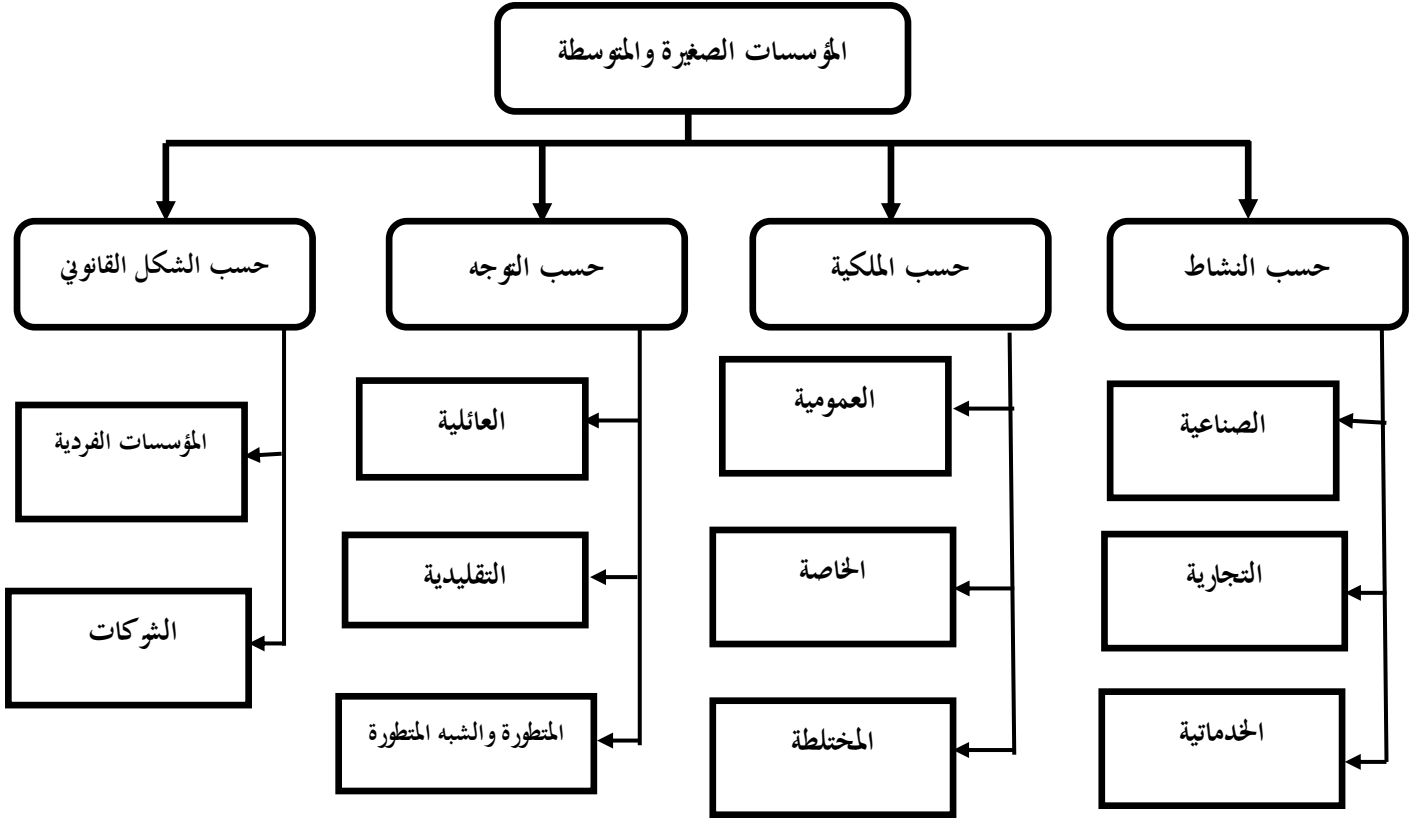 المؤسسات الصغيرة والمتوسطة
حسب النشاط
حسب الملكية
حسب التوجه
حسب الشكل القانوني
الصناعية
التجارية
الخدماتية
العمومية
الخاصة
المختلطة
العائلية
التقليدية
المتطورة والشبه المتطورة
المؤسسات الفردية
الشركات